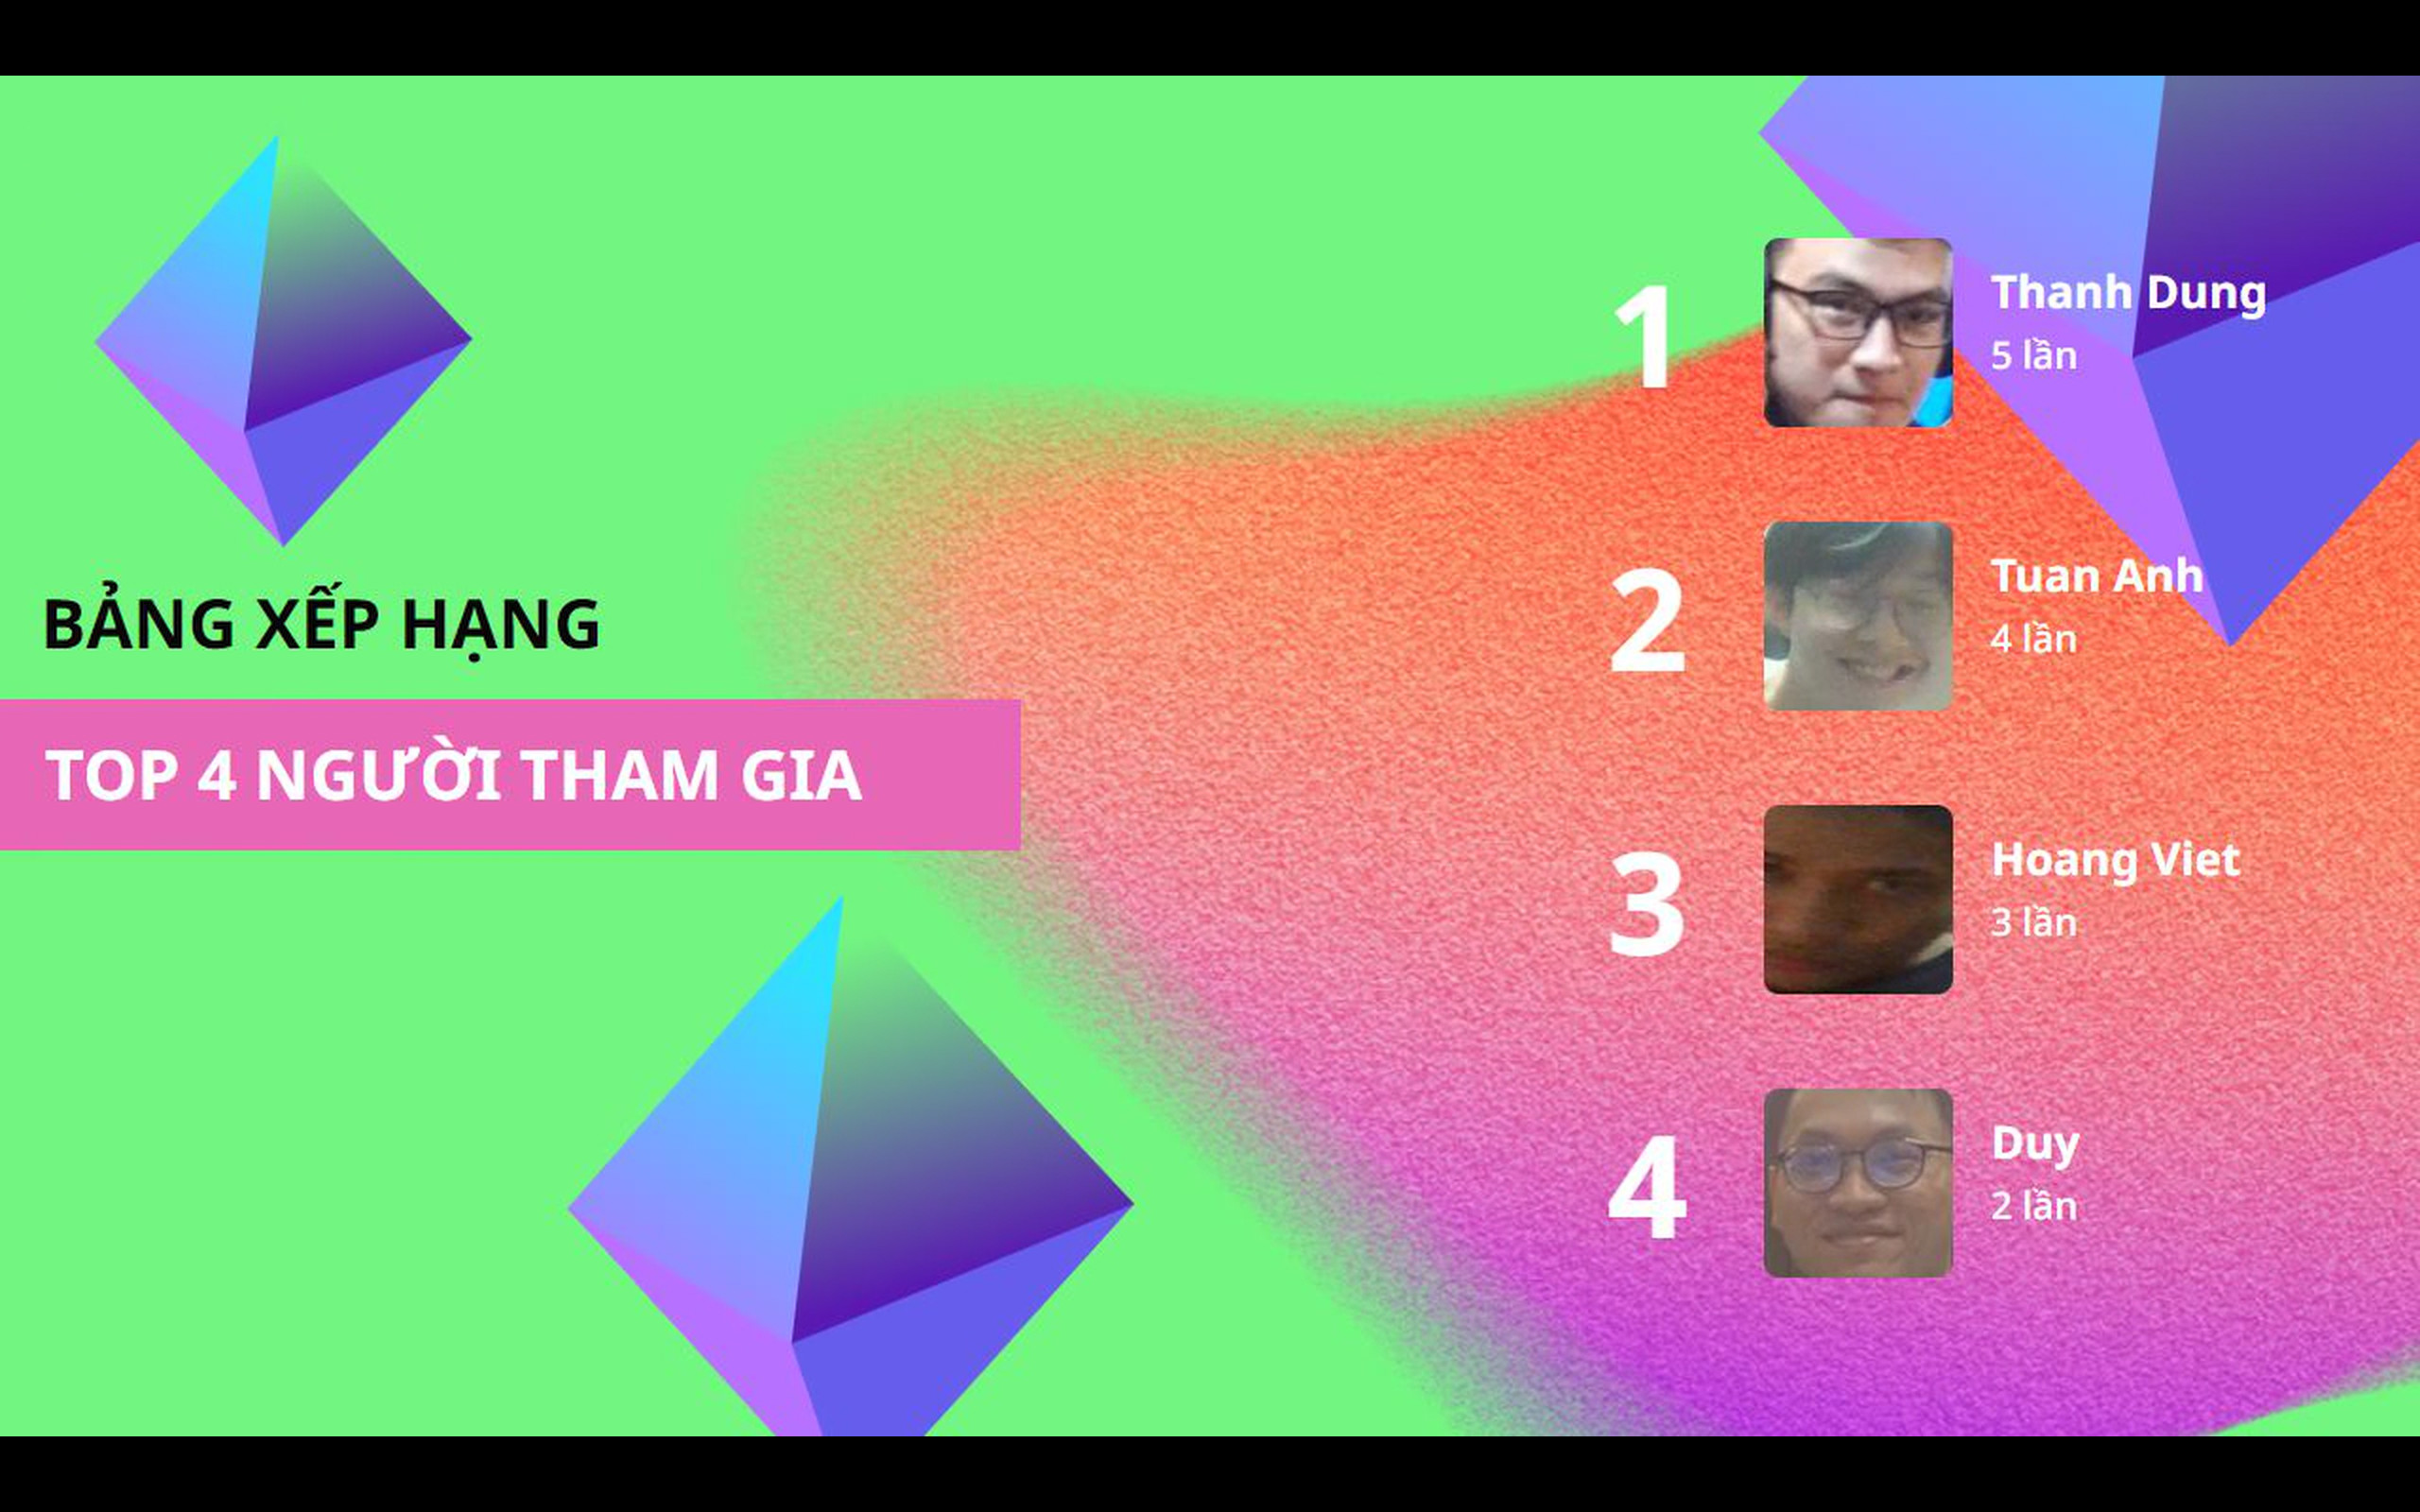 BẢNG XẾP HẠNG
TOP 4 NGƯỜI THAM GIA
1
Thanh Dung
5 lần
2
Tuan Anh
4 lần
3
Hoang Viet
3 lần
4
Duy
2 lần